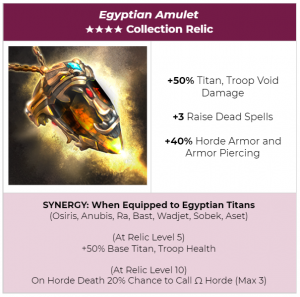 Egyptian Amulet
★★★★ Collection Relic
+50% Titan, Troop Void
Damage
+3 Raise Dead Spells
+40% Horde Armor and
Armor Piercing
SYNERGY: When Equipped to Egyptian Titans
(Osiris, Anubis, Ra, Bast, Wadjet, Sobek, Aset)
(At Relic Level 5)
+50% Base Titan, Troop Health
(At Relic Level 10)
On Horde Death 20% Chance to Call Ω Horde (Max 3)